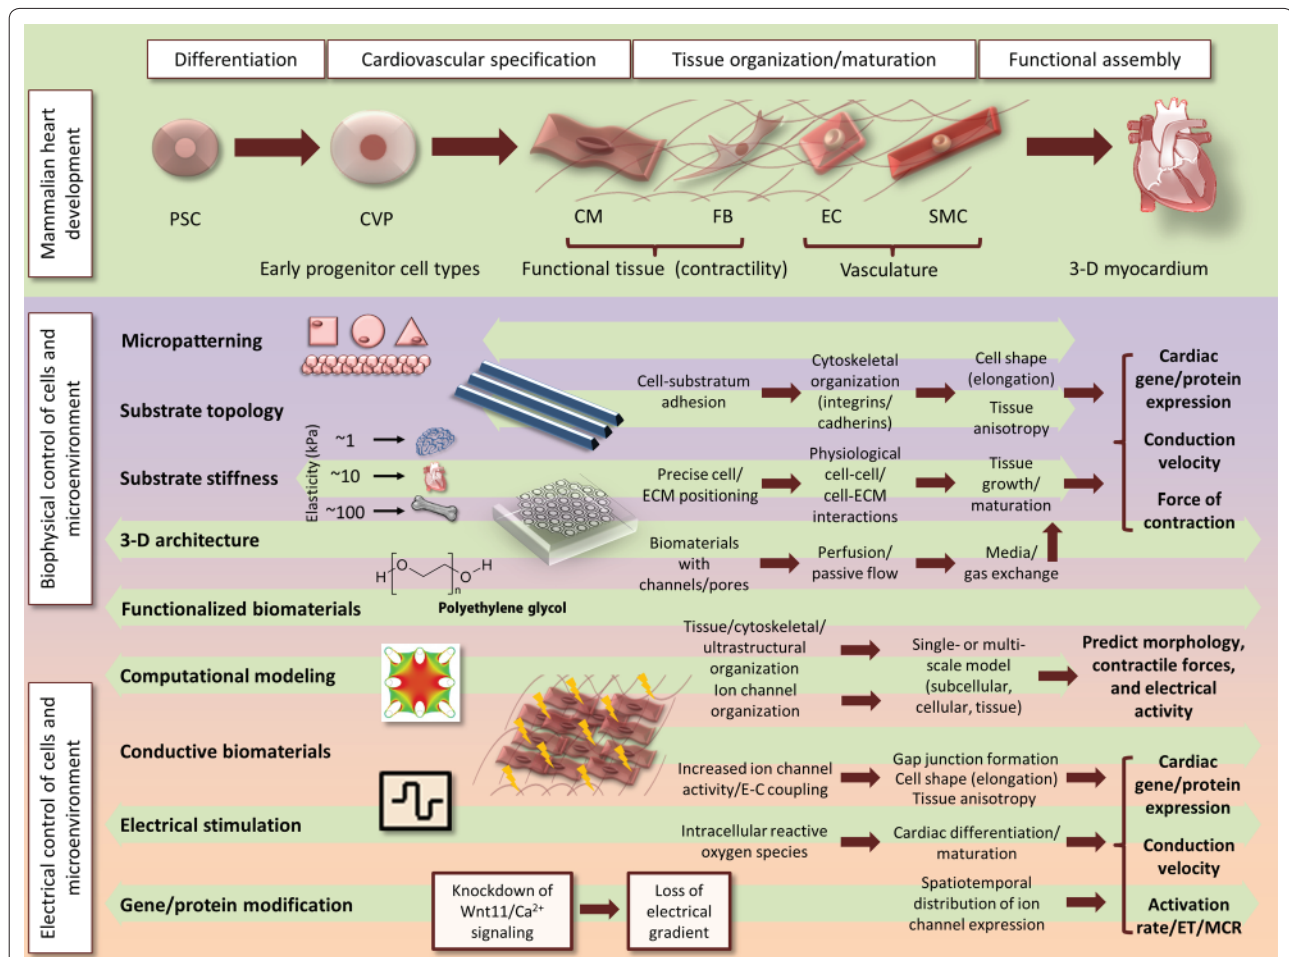 Differentiation
Cardiovascular specification
Tissue organization/maturation
Functional assembly
Mammalian heart
development
PSC
CVP
CM
FB
EC
SMC
Early progenitor cell types
Functional tissue (contractility)
Vasculature
3-D myocardium
Biophysical control of cells and
microenvironment
Micropatterning
Substrate topology
Substrate stiffness
Elasticity (kPa)
~1
~10
~100
3-D architecture
H
O
n
O
H
Polyethylene glycol
Functionalized biomaterials
Cell-substratum
adhesion
Cytoskeletal
organization
(integrins/
cadherins)
Cell shape
(elongation)
Tissue
anisotropy
Precise cell/
ECM positioning
Physiological
cell-cell/
cell-ECM
interactions
Tissue
growth/
maturation
Biomaterials
with
channels/pores
Perfusion/
passive flow
Media/
gas exchange
Cardiac
gene/protein
expression
Conduction
velocity
Force of
contraction
Electrical control of cells and
microenvironment
Computational modeling
Tissue/cytoskeletal/
ultrastructural
organization
Ion channel
organization
Single- or multi-
scale model
(subcellular,
cellular, tissue)
Predict morphology,
contractile forces,
and electrical
activity
Conductive biomaterials
Increased ion channel
activity/E-C coupling
Gap junction formation
Cell shape (elongation)
Tissue anisotropy
Electrical stimulation
Intracellular reactive
oxygen species
Cardiac differentiation/
maturation
Gene/protein modification
Knockdown of
Wnt11/Ca²⁺
signaling
Loss of
electrical
gradient
Spatiotemporal
distribution of ion
channel expression
Cardiac
gene/protein
expression
Conduction
velocity
Activation
rate/ET/MCR